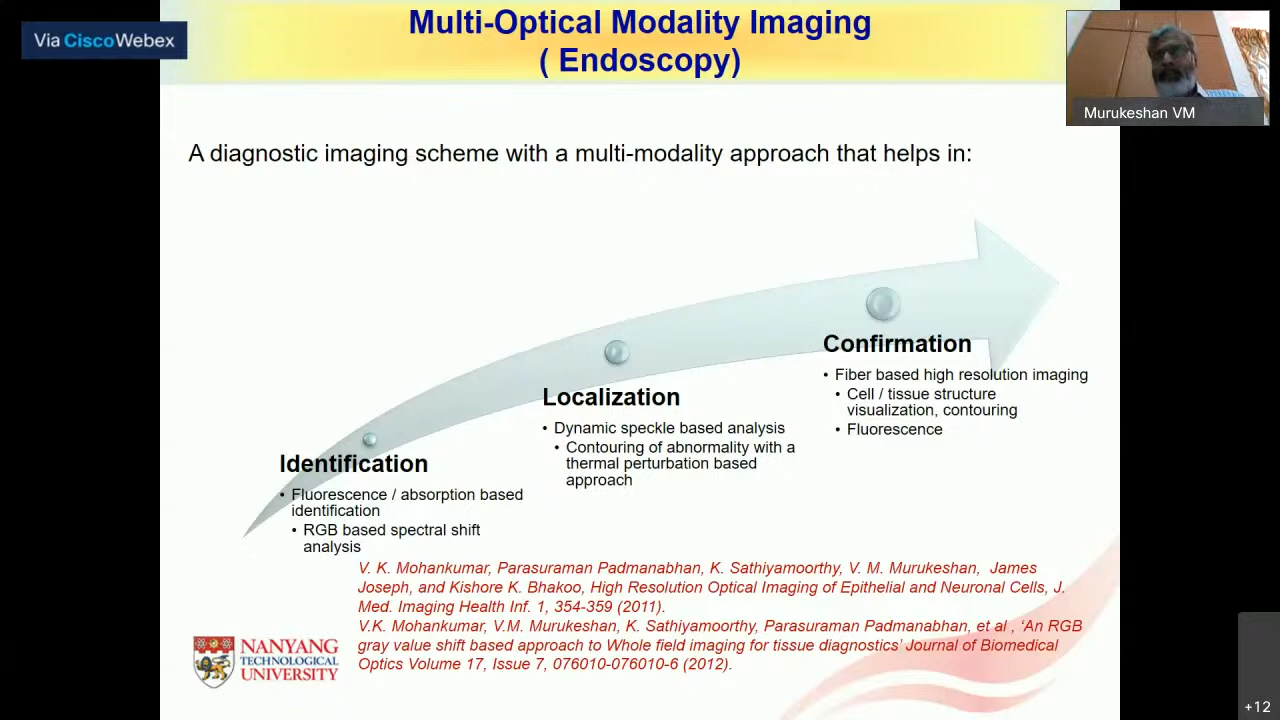 Via Cisco Webex
Multi-Optical Modality Imaging
( Endoscopy)
Murukeshan VM
A diagnostic imaging scheme with a multi-modality approach that helps in:
Identification
• Fluorescence / absorption based
identification
• RGB based spectral shift
analysis
Localization
• Dynamic speckle based analysis
• Contouring of abnormality with a
thermal perturbation based
approach
Confirmation
• Fiber based high resolution imaging
• Cell / tissue structure
visualization, contouring
• Fluorescence
V. K. Mohankumar, Parasuraman Padmanabhan, K. Sathiyamoorthy, V. M. Murukeshan, James
Joseph, and Kishore K. Bhakoo, High Resolution Optical Imaging of Epithelial and Neuronal Cells, J.
Med. Imaging Health Inf. 1, 354-359 (2011).
V.K. Mohankumar, V.M. Murukeshan, K. Sathiyamoorthy, Parasuraman Padmanabhan, et al , ‘An RGB
gray value shift based approach to Whole field imaging for tissue diagnostics’ Journal of Biomedical
Optics Volume 17, Issue 7, 076010-076010-6 (2012).
NANYANG
TECHNOLOGICAL
UNIVERSITY
+12